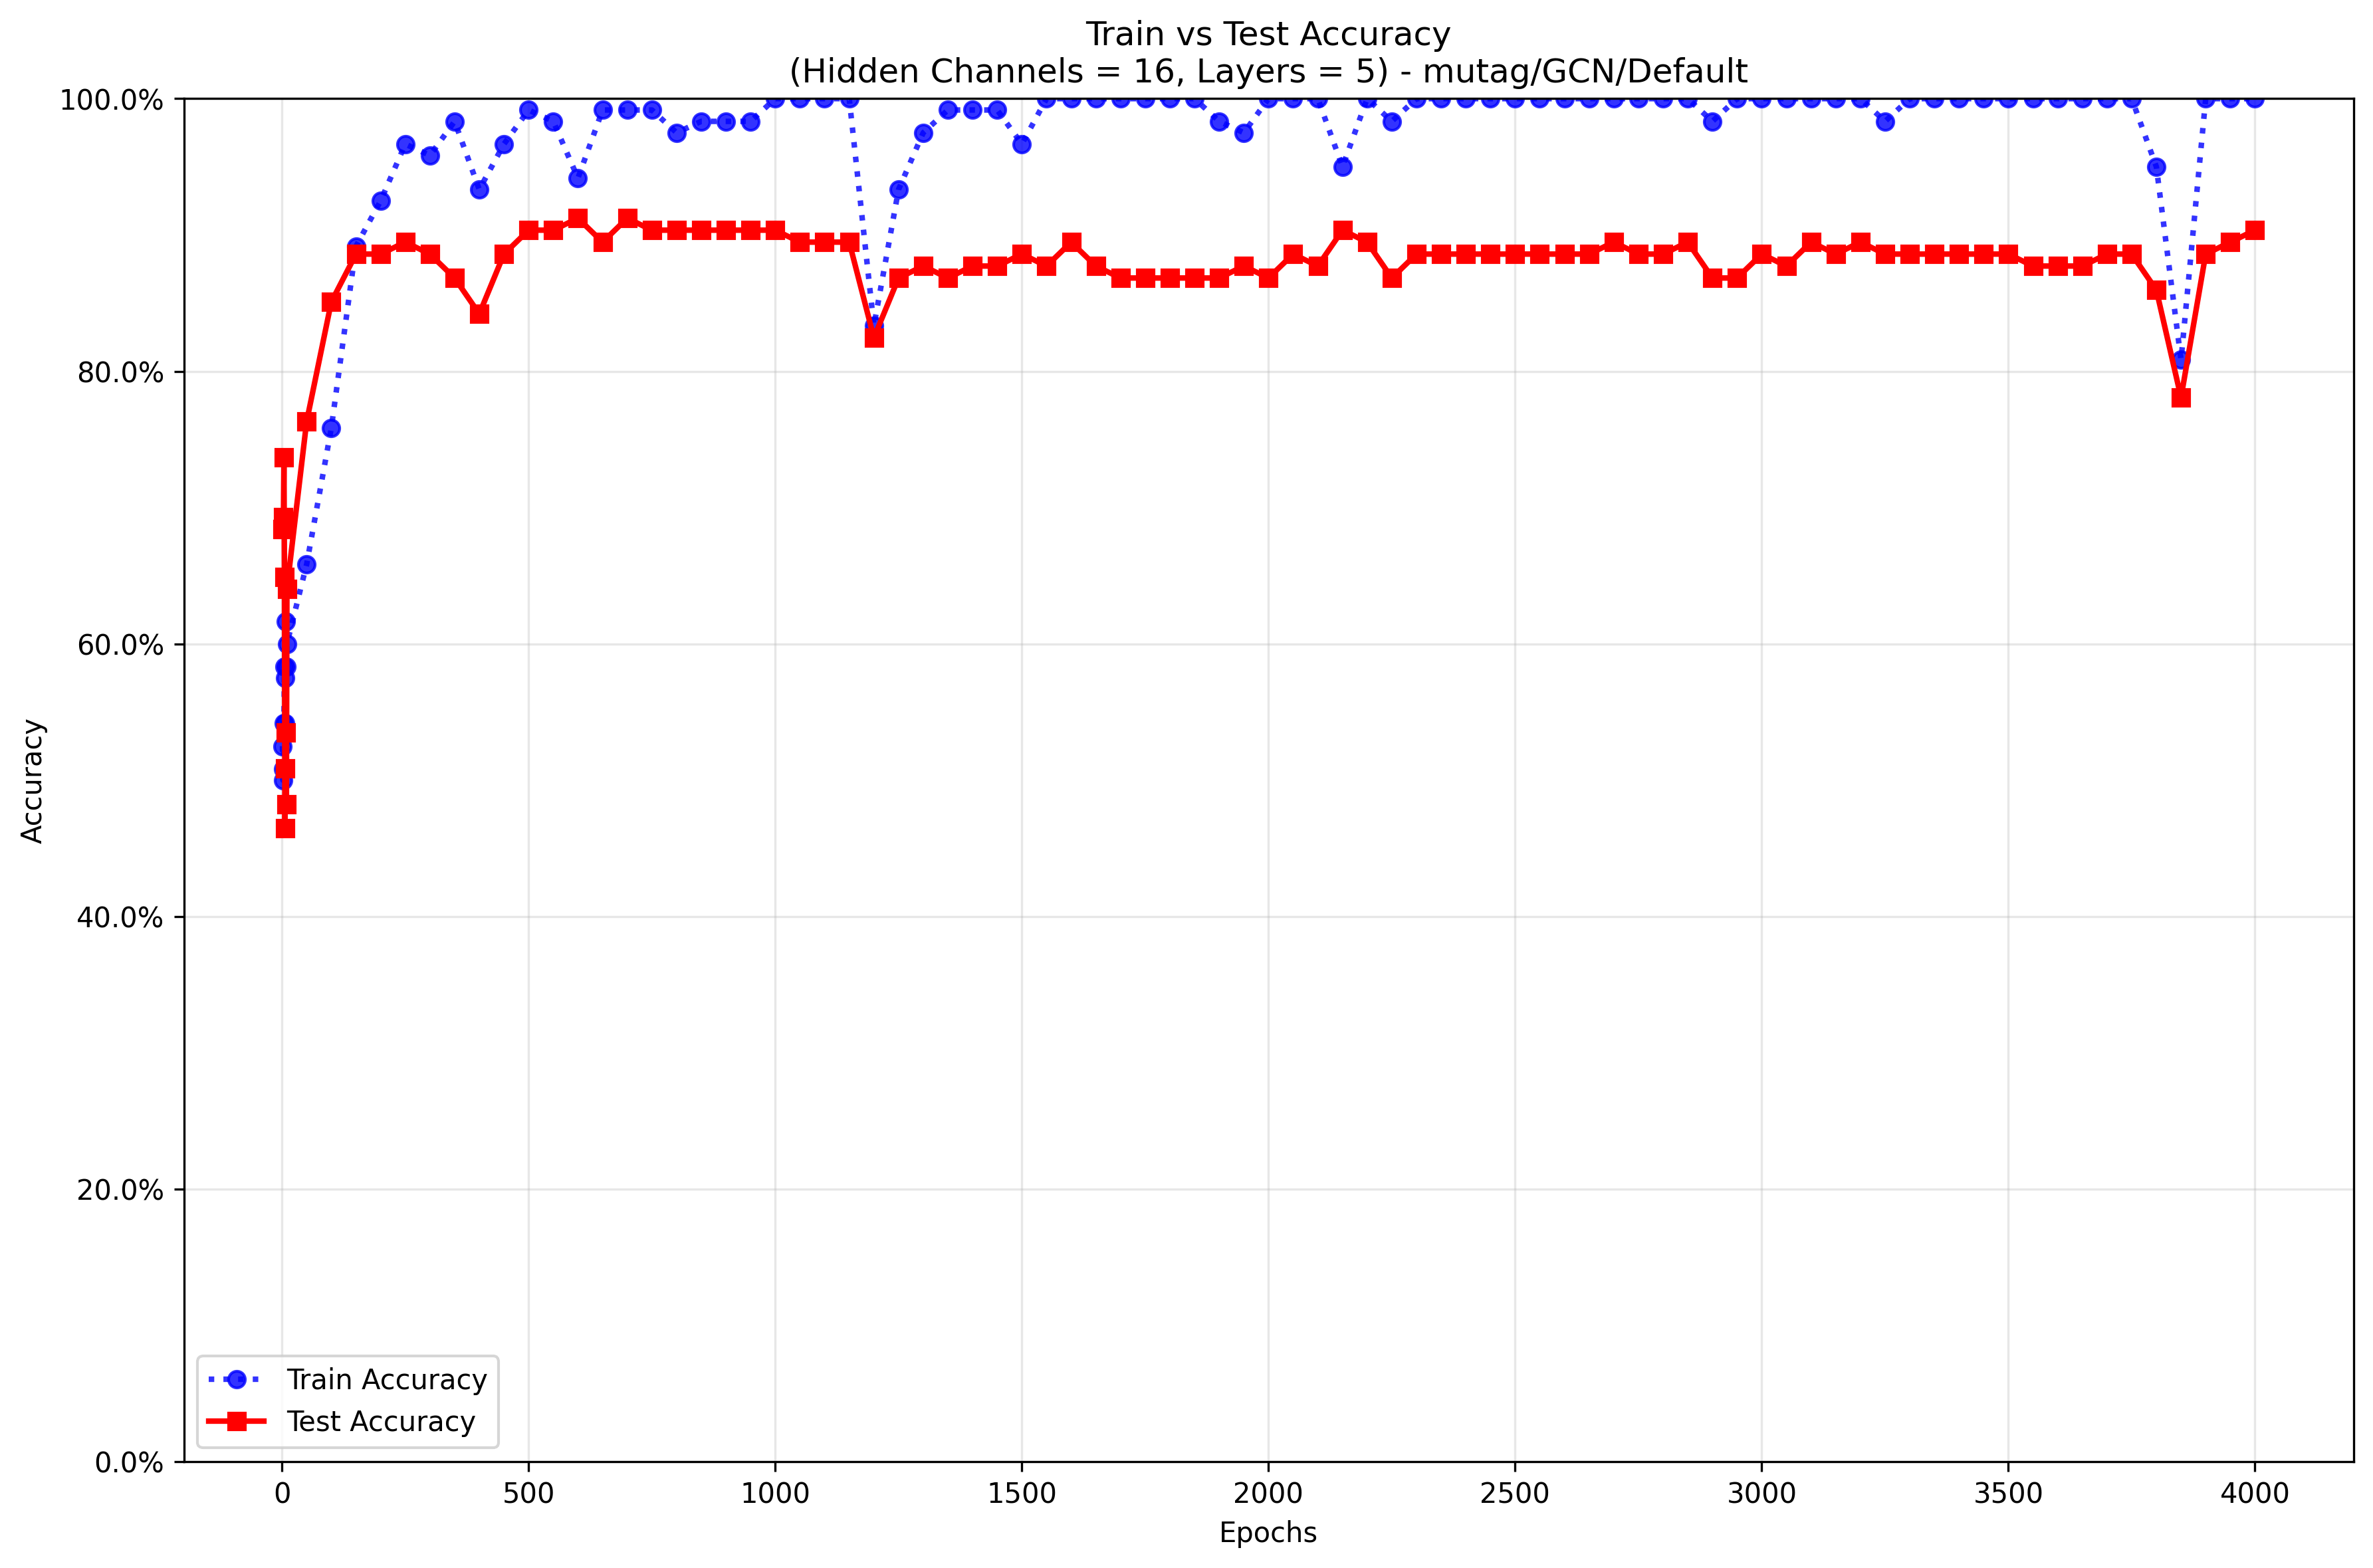 Train vs Test Accuracy
(Hidden Channels = 16, Layers = 5) - mutag/GCN/Default
100.0%
80.0%
60.0%
40.0%
20.0%
0.0%
Accuracy
Train Accuracy
Test Accuracy
0 500 1000 1500 2000 2500 3000 3500 4000
Epochs